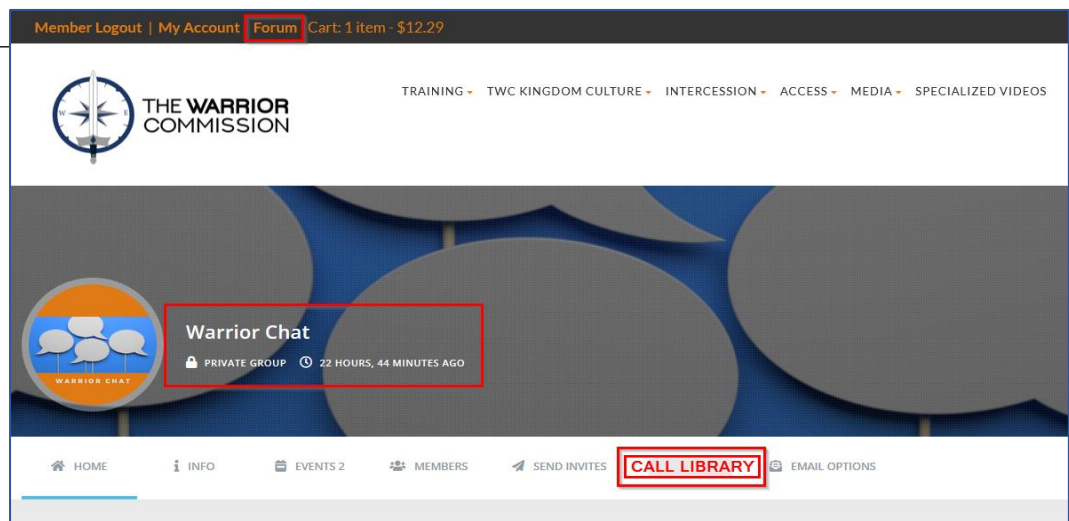 Member Logout | My Account Forum Cart: 1 item - $12.29
THE WARRIOR
COMMISSION
TRAINING TWC KINGDOM CULTURE INTERCESSION ACCESS MEDIA SPECIALIZED VIDEOS
W E
WARRIOR CHAT
Warrior Chat
PRIVATE GROUP 22 HOURS, 44 MINUTES AGO
HOME INFO EVENTS 2 MEMBERS SEND INVITES CALL LIBRARY EMAIL OPTIONS